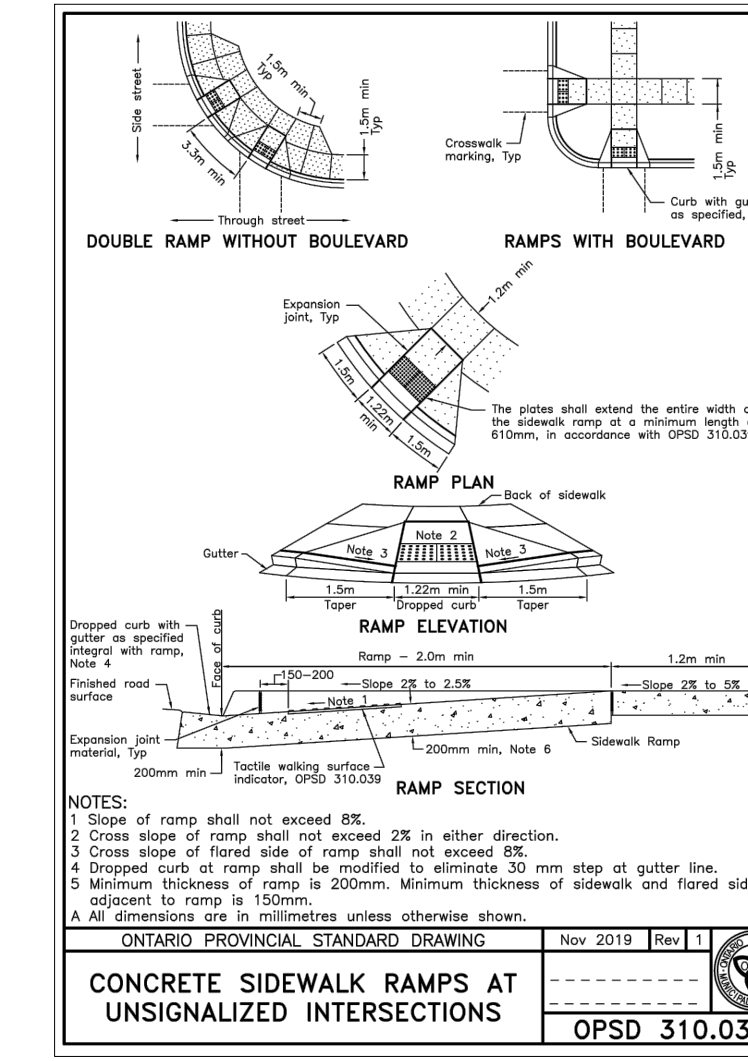 Side street
1.5m min
Typ
1.5m min
Typ
3.3m min
Through street
DOUBLE RAMP WITHOUT BOULEVARD
Crosswalk
marking, Typ
1.5m min
Typ
Curb with gu
as specified,
RAMPS WITH BOULEVARD
Expansion
joint, Typ
1.2m min
1.5m
1.22m
min
1.5m
The plates shall extend the entire width o
the sidewalk ramp at a minimum length
610mm, in accordance with OPSD 310.03
RAMP PLAN
Back of sidewalk
Note 2
Note 3
Note 3
Gutter
1.5m
Taper
1.22m min
Dropped curb
1.5m
Taper
RAMP ELEVATION
Dropped curb with
gutter as specified
integral with ramp,
Note 4
Face of curb
Ramp – 2.0m min
1.2m min
150–200
Slope 2% to 2.5%
Slope 2% to 5%
Finished road
surface
Note 1
Expansion joint
material, Typ
200mm min
Tactile walking surface
indicator, OPSD 310.039
200mm min, Note 6
Sidewalk Ramp
RAMP SECTION
NOTES:
1 Slope of ramp shall not exceed 8%.
2 Cross slope of ramp shall not exceed 2% in either direction.
3 Cross slope of flared side of ramp shall not exceed 8%.
4 Dropped curb at ramp shall be modified to eliminate 30 mm step at gutter line.
5 Minimum thickness of ramp is 200mm. Minimum thickness of sidewalk and flared sid
adjacent to ramp is 150mm.
A All dimensions are in millimetres unless otherwise shown.
ONTARIO PROVINCIAL STANDARD DRAWING
Nov 2019 Rev 1
CONCRETE SIDEWALK RAMPS AT
UNSIGNALIZED INTERSECTIONS
OPSD 310.03